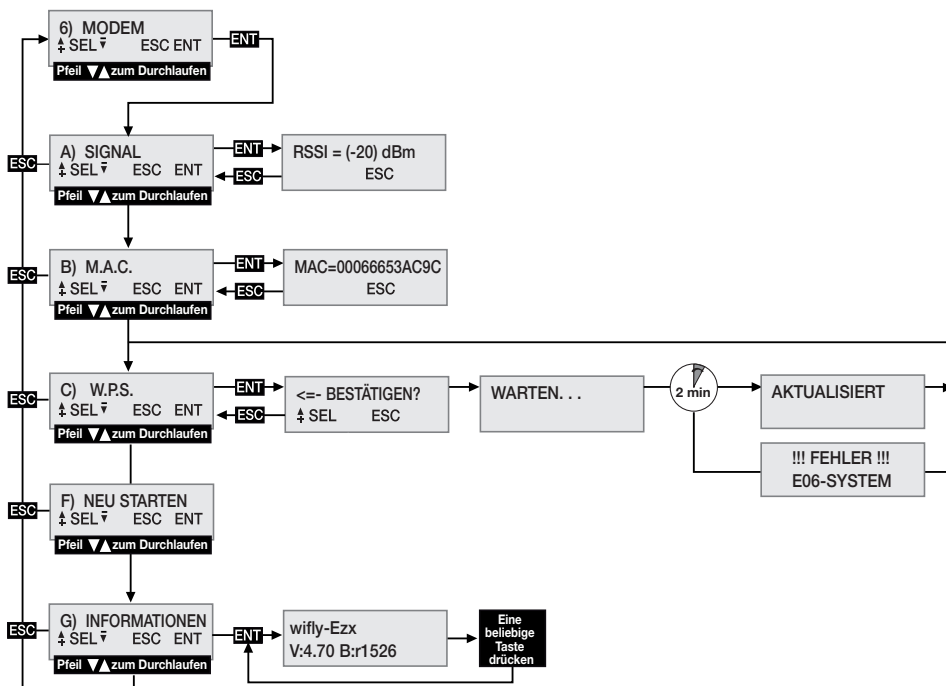 6) MODEM
SEL ESC ENT
Pfeil zum Durchlaufen
ENT
A) SIGNAL
SEL ESC ENT
Pfeil zum Durchlaufen
ESC
ENT
ESC
RSSI = (-20) dBm
ESC
B) M.A.C.
SEL ESC ENT
Pfeil zum Durchlaufen
ESC
ENT
ESC
MAC=00066653AC9C
ESC
C) W.P.S.
SEL ESC ENT
Pfeil zum Durchlaufen
ESC
ENT
ESC
<=- BESTÄTIGEN?
SEL ESC
WARTEN. . .
2 min
AKTUALISIERT
!!! FEHLER !!!
E06-SYSTEM
F) NEU STARTEN
SEL ESC ENT
Pfeil zum Durchlaufen
ESC
G) INFORMATIONEN
SEL ESC ENT
Pfeil zum Durchlaufen
ESC
ENT
wifly-Ezx
V:4.70 B:r1526
Eine
beliebige
Taste
drücken